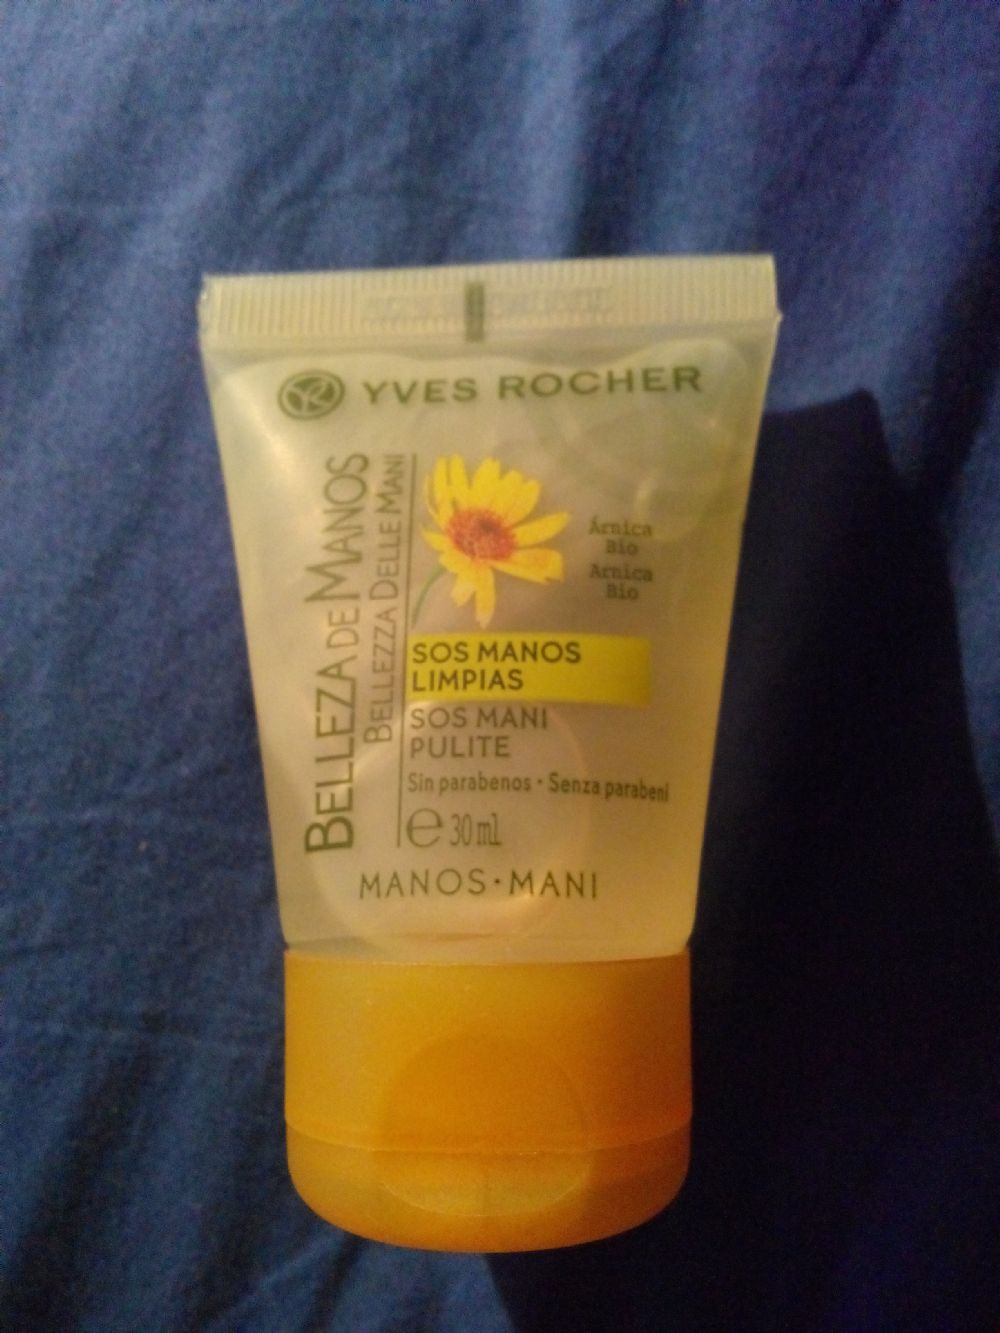 YVES ROCHER
BELLEZA DE MANOS
BELLEZZA DELLE MANI
Árnica
Bio
Arnica
Bio
SOS MANOS
LIMPIAS
SOS MANI
PULITE
Sin parabenos • Senza parabeni
e 30 ml
MANOS • MANI